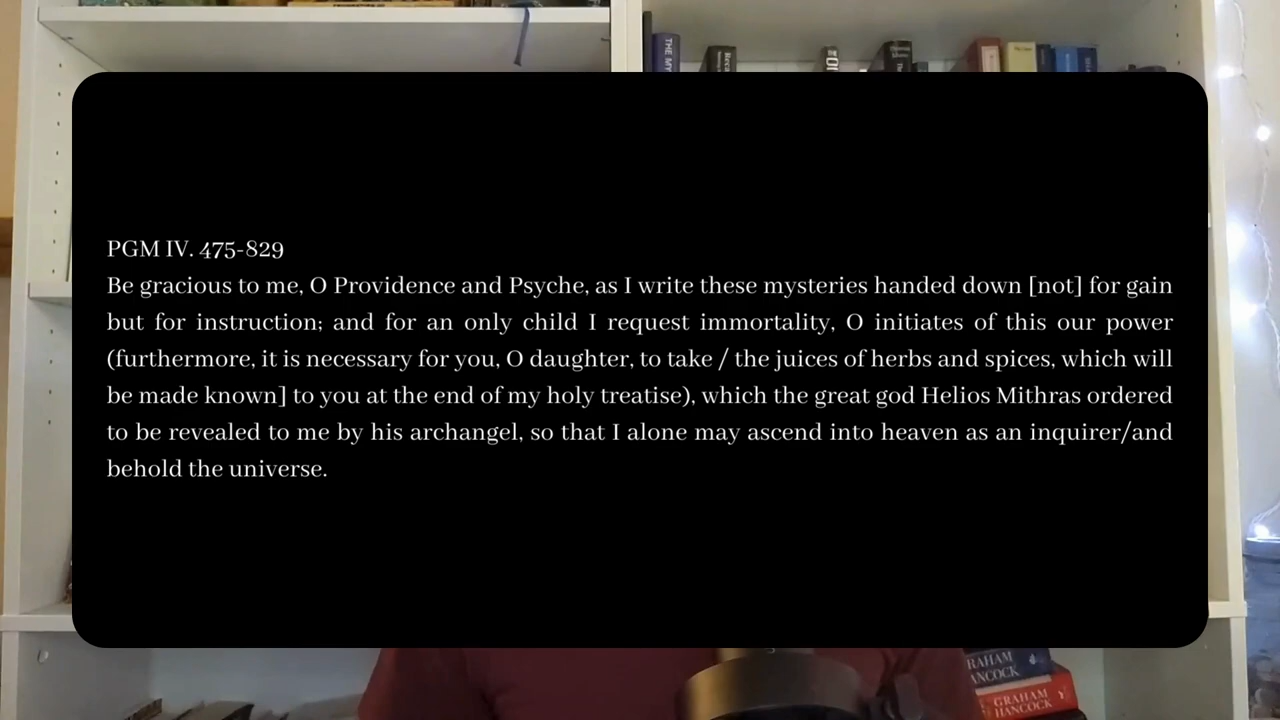 THE MY
PGM IV. 475-829
Be gracious to me, O Providence and Psyche, as I write these mysteries handed down [not] for gain
but for instruction; and for an only child I request immortality, O initiates of this our power
(furthermore, it is necessary for you, O daughter, to take / the juices of herbs and spices, which will
be made known] to you at the end of my holy treatise), which the great god Helios Mithras ordered
to be revealed to me by his archangel, so that I alone may ascend into heaven as an inquirer/and
behold the universe.
RAHAM
ANCOCK
GRAHAM
HANCOCK